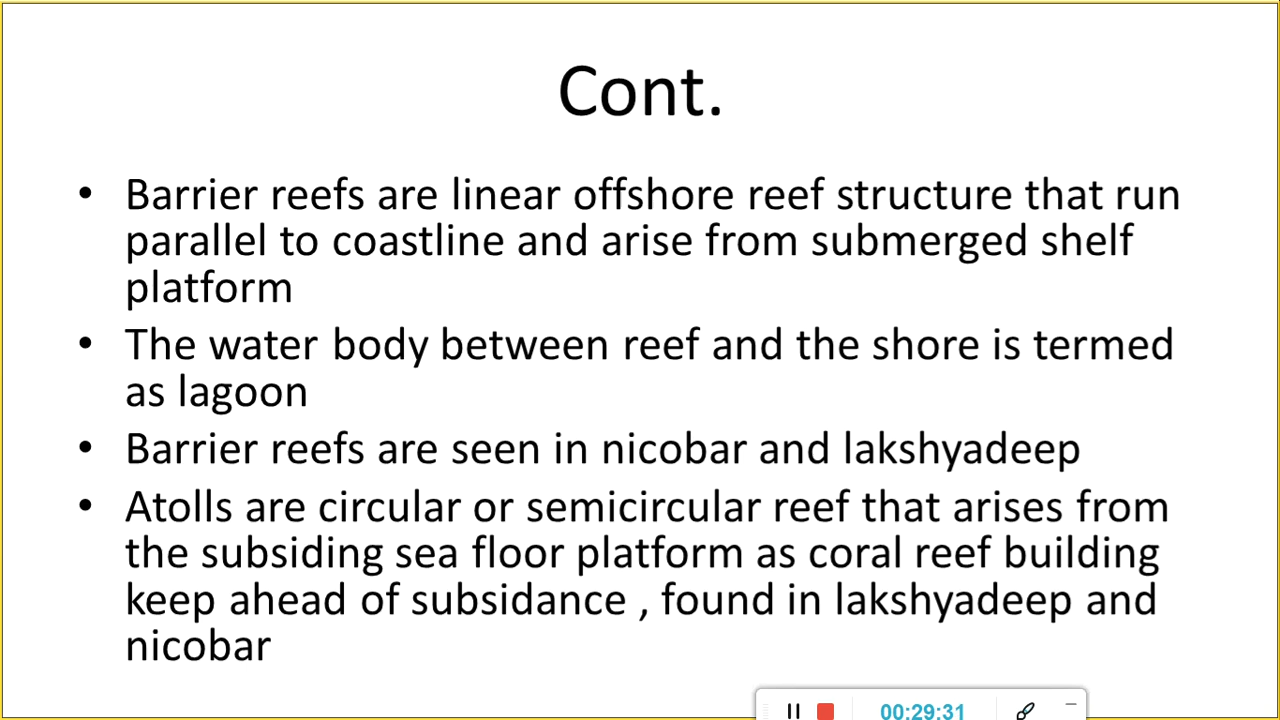 Cont.
• Barrier reefs are linear offshore reef structure that run
parallel to coastline and arise from submerged shelf
platform
• The water body between reef and the shore is termed
as lagoon
• Barrier reefs are seen in nicobar and lakshyadeep
• Atolls are circular or semicircular reef that arises from
the subsiding sea floor platform as coral reef building
keep ahead of subsidance , found in lakshyadeep and
nicobar
00:29:31